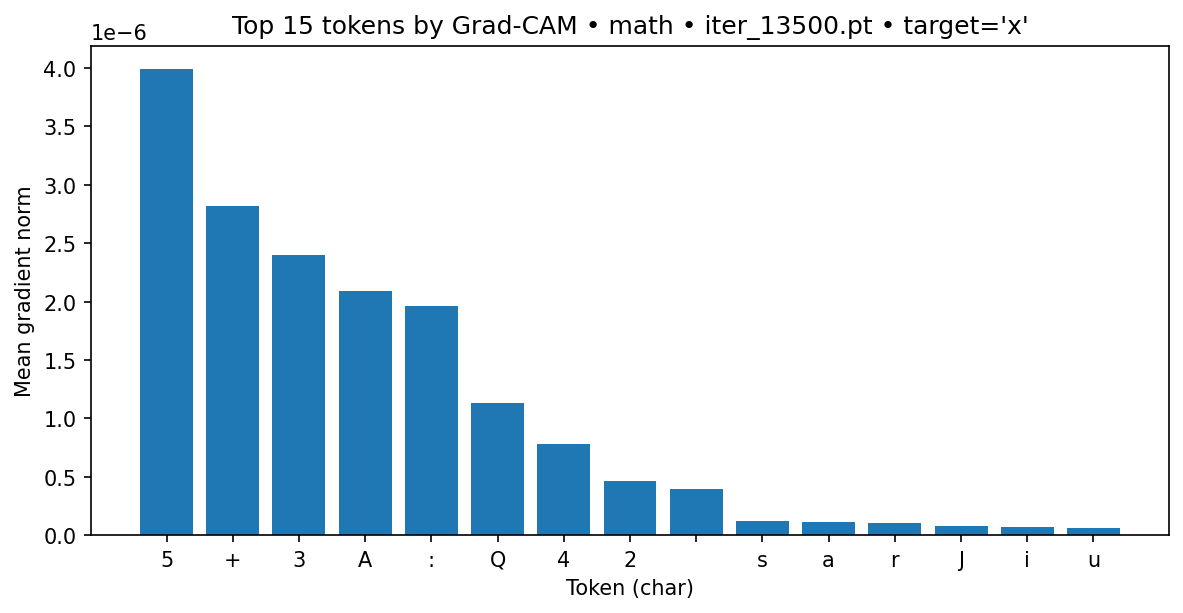 Top 15 tokens by Grad-CAM • math • iter_13500.pt • target='x'
1e−6
4.0
3.5
3.0
2.5
2.0
1.5
1.0
0.5
0.0
Mean gradient norm
5 + 3 A : Q 4 2 s a r J i u
Token (char)